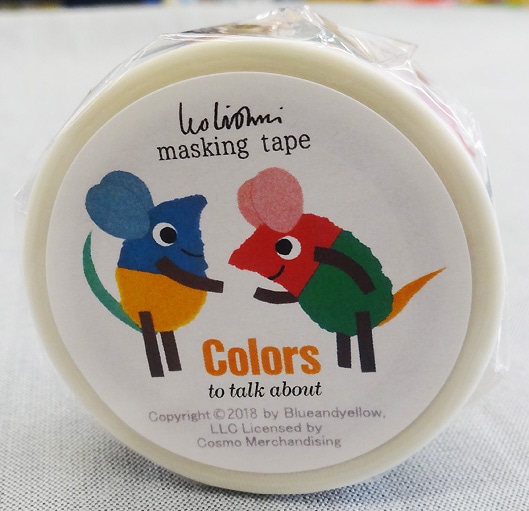 leo lionni
masking tape
Colors
to talk about
Copyright ©2018 by Blueandyellow,
LLC Licensed by
Cosmo Merchandising